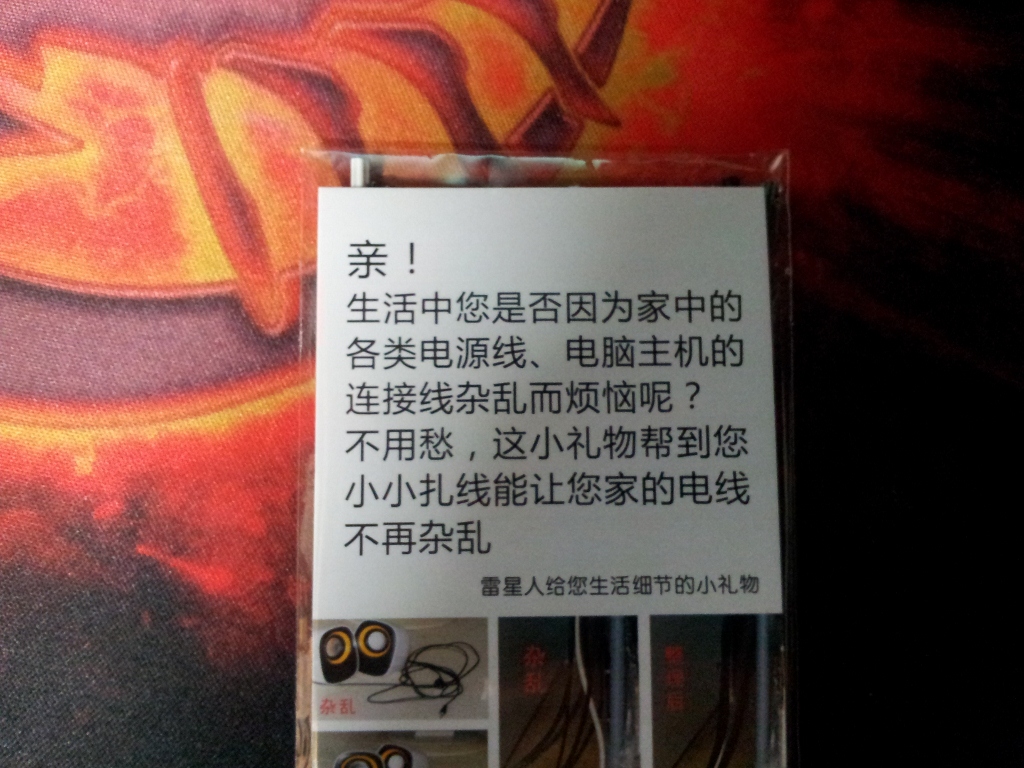 亲！
生活中您是否因为家中的
各类电源线、电脑主机的
连接线杂乱而烦恼呢？
不用愁，这小礼物帮到您
小小扎线能让您家的电线
不再杂乱
雷星人给您生活细节的小礼物
杂乱
杂乱
整理后